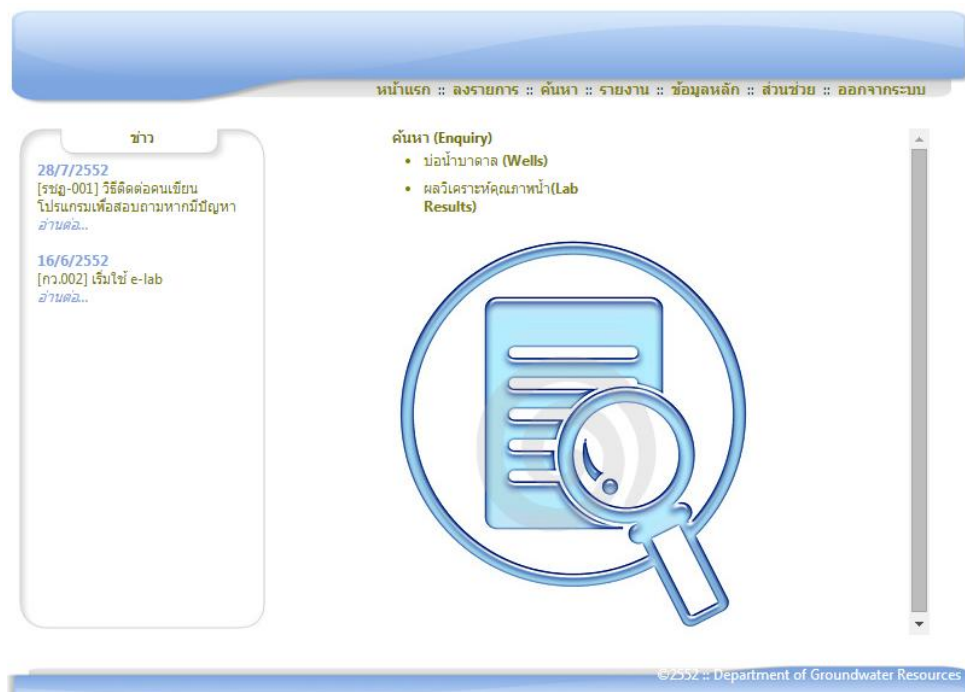 หน้าแรก :: ลงรายการ :: ค้นหา :: รายงาน :: ข้อมูลหลัก :: ส่วนช่วย :: ออกจากระบบ
ข่าว
28/7/2552
[รชฏ-001] วิธีติดต่อคนเขียน
โปรแกรมเพื่อสอบถามหากมีปัญหา
อ่านต่อ...
16/6/2552
[กว.002] เริ่มใช้ e-lab
อ่านต่อ...
ค้นหา (Enquiry)
• บ่อน้ำบาดาล (Wells)
• ผลวิเคราะห์คุณภาพน้ำ(Lab
Results)
©2552 :: Department of Groundwater Resources